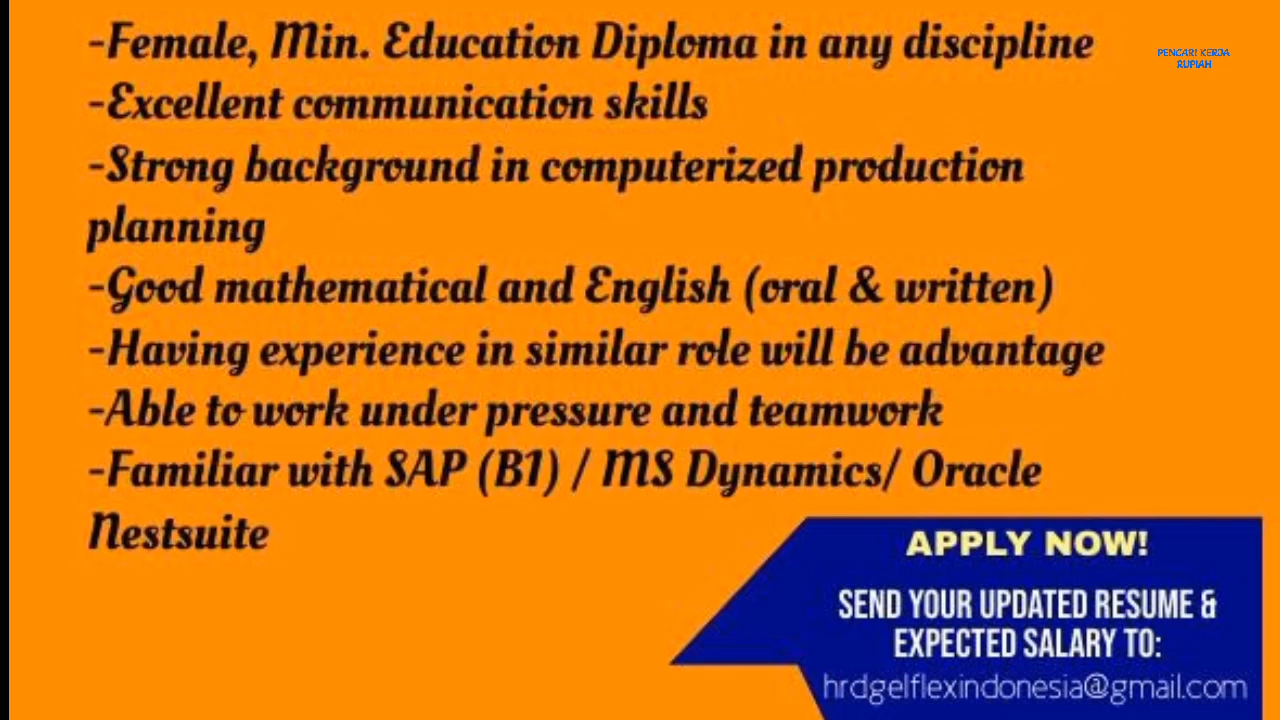 -Female, Min. Education Diploma in any discipline
PENCARI KERJA
RUPIAH
-Excellent communication skills
-Strong background in computerized production
planning
-Good mathematical and English (oral & written)
-Having experience in similar role will be advantage
-Able to work under pressure and teamwork
-Familiar with SAP (B1) / MS Dynamics/ Oracle
Nestsuite
APPLY NOW!
SEND YOUR UPDATED RESUME &
EXPECTED SALARY TO:
hrdgelflexindonesia@gmail.com